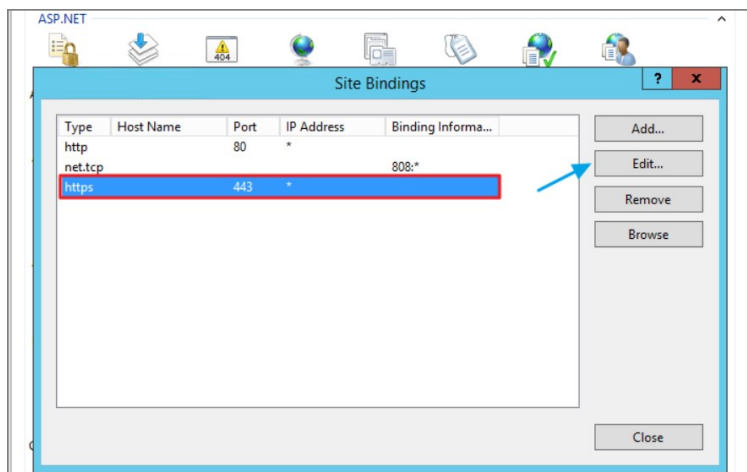 ASP.NET
404
Site Bindings
? x
Type Host Name Port IP Address Binding Informa...
http 80 *
net.tcp 808:*
https 443 *
Add...
Edit...
Remove
Browse
Close